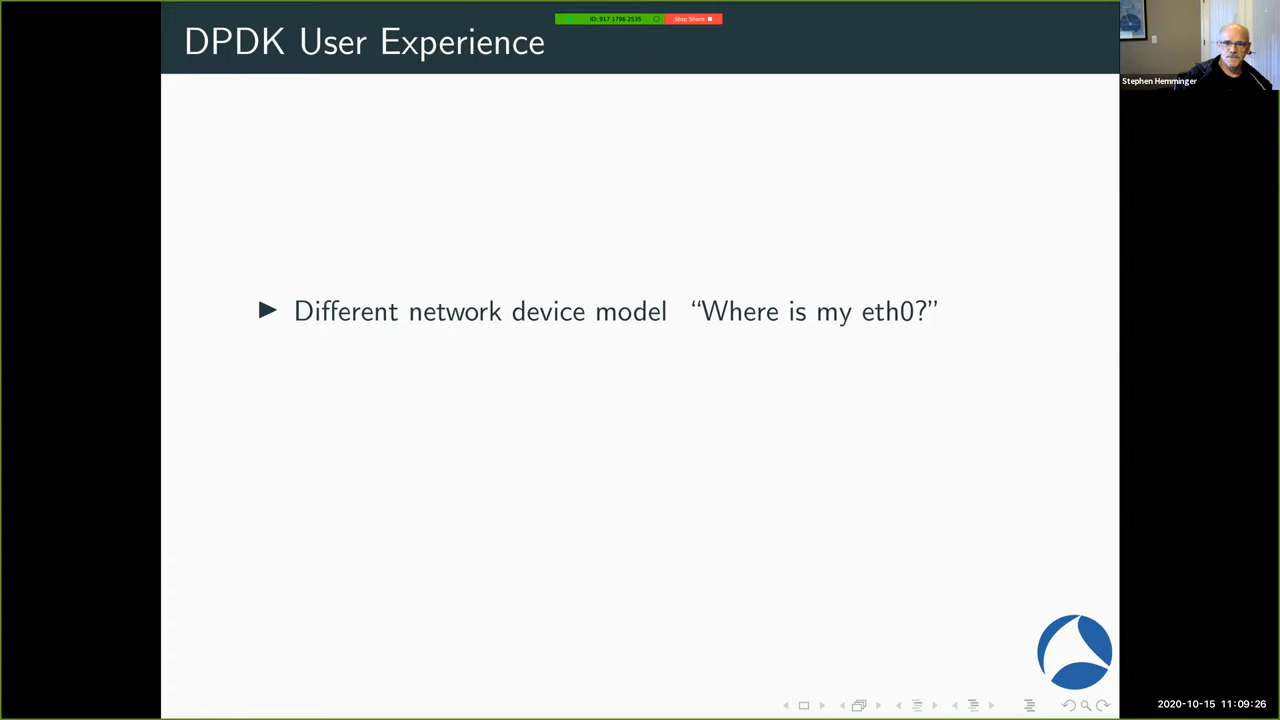 DPDK User Experience
ID: 917 1796 2535 Stop Share
Stephen Hemminger
▶ Different network device model “Where is my eth0?”
2020-10-15 11:09:26